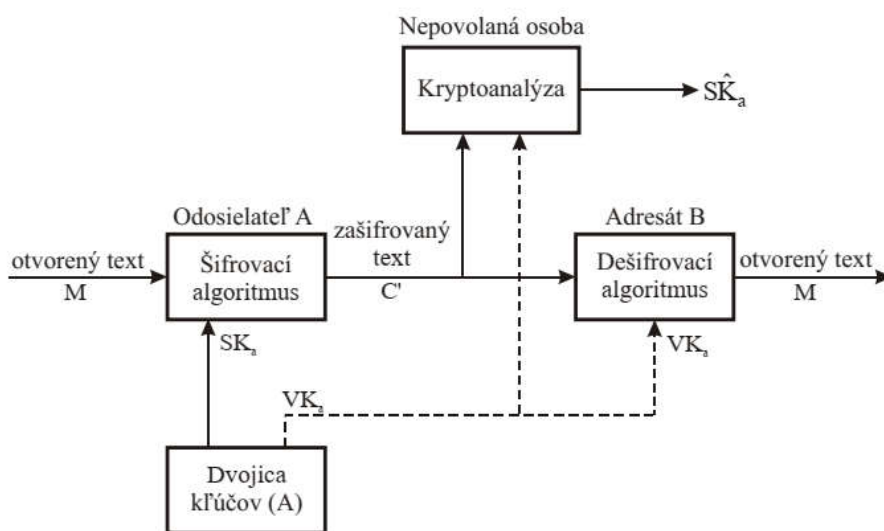 Nepovolaná osoba
Kryptoanalýza
SK̂ₐ
Odosielateľ A
zašifrovaný
text
C'
Adresát B
otvorený text
M
Šifrovací
algoritmus
Dešifrovací
algoritmus
otvorený text
M
SKₐ
VKₐ
VKₐ
Dvojica
kľúčov (A)